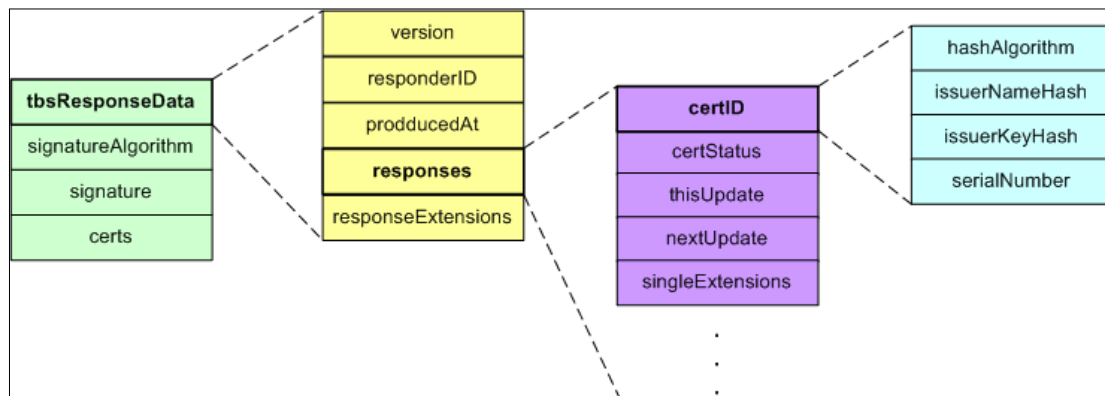 tbsResponseData
signatureAlgorithm
signature
certs
version
responderID
prodducedAt
responses
responseExtensions
certID
certStatus
thisUpdate
nextUpdate
singleExtensions
.
.
.
hashAlgorithm
issuerNameHash
issuerKeyHash
serialNumber